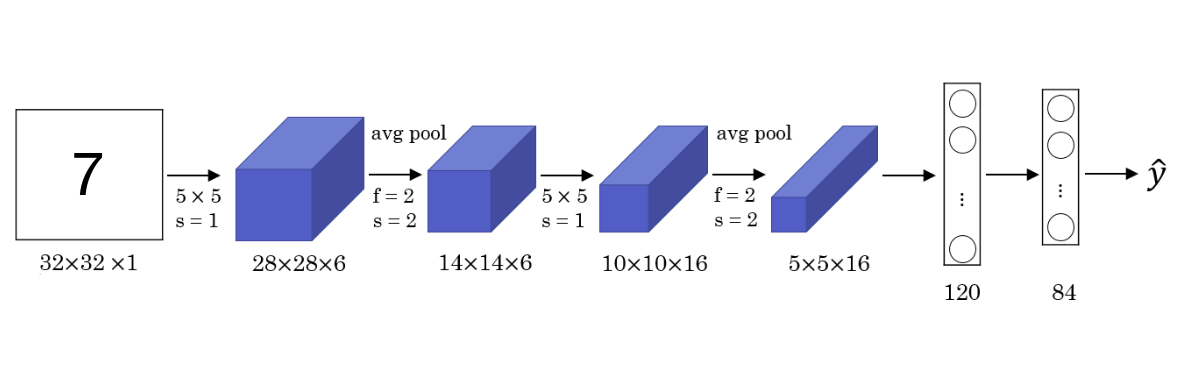 7
32×32 ×1
5 × 5
s = 1
28×28×6
avg pool
f = 2
s = 2
14×14×6
5 × 5
s = 1
10×10×16
avg pool
f = 2
s = 2
5×5×16
⋮
120
⋮
84
ŷ